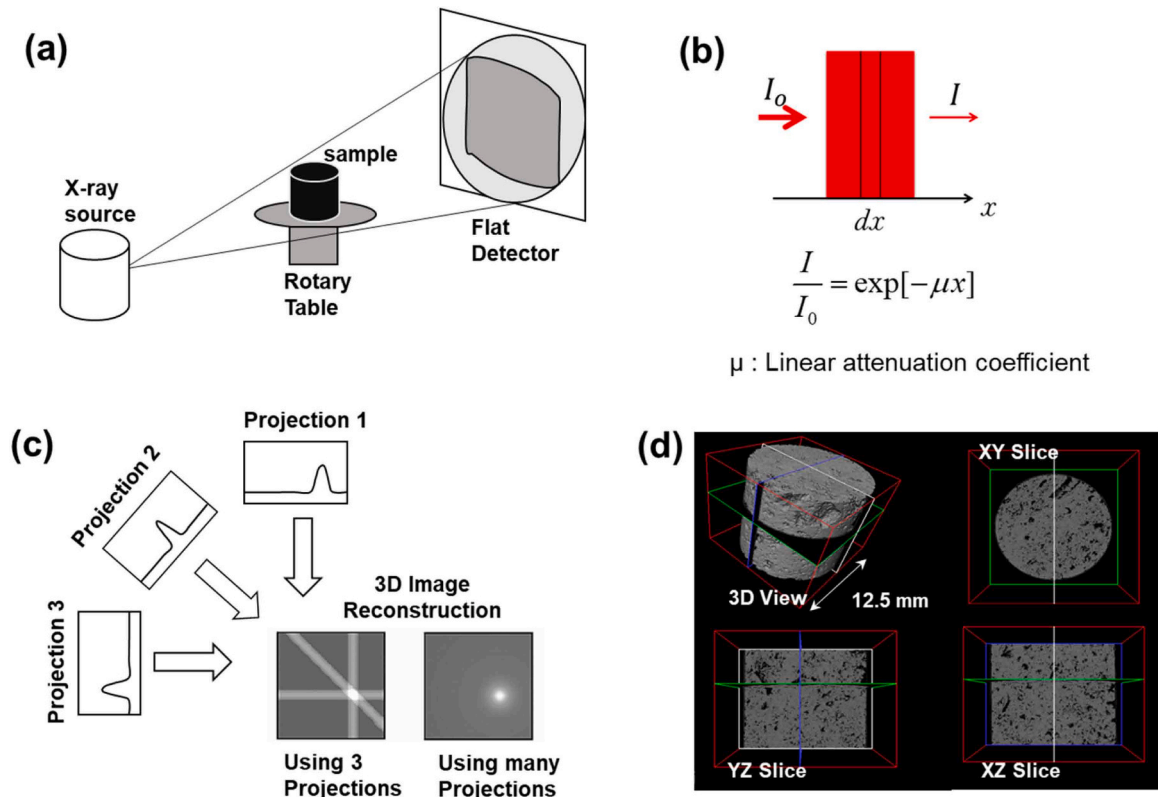 (a)
X-ray
source
sample
Rotary
Table
Flat
Detector
(b)
I_o
I
dx
x
I/I_0 = exp[−μx]
μ : Linear attenuation coefficient
(c)
Projection 1
Projection 2
Projection 3
3D Image
Reconstruction
Using 3
Projections
Using many
Projections
(d)
3D View
12.5 mm
XY Slice
YZ Slice
XZ Slice